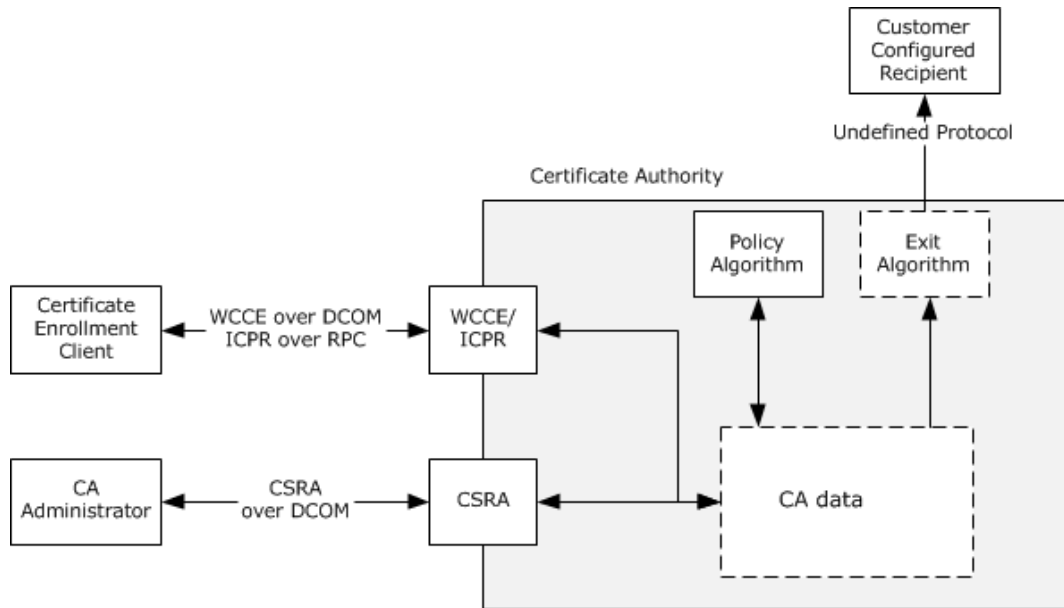 Customer
Configured
Recipient
Undefined Protocol
Certificate Authority
Policy
Algorithm
Exit
Algorithm
Certificate
Enrollment
Client
WCCE over DCOM
ICPR over RPC
WCCE/
ICPR
CA
Administrator
CSRA
over DCOM
CSRA
CA data